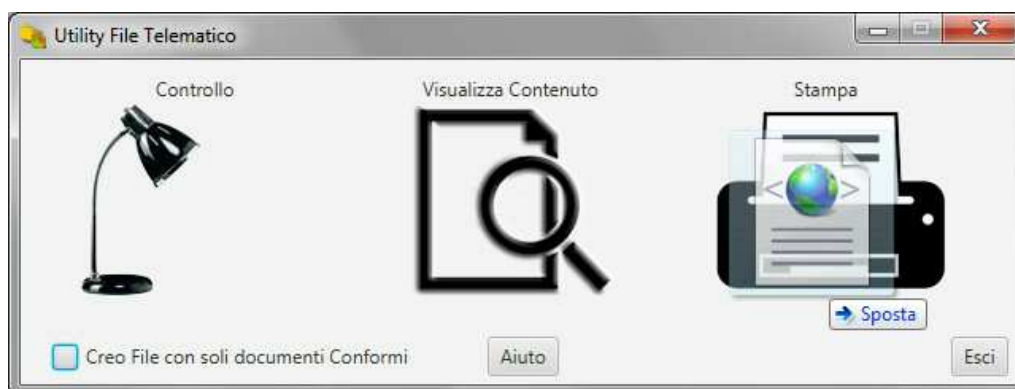 Utility File Telematico
Controllo
Visualizza Contenuto
Stampa
Sposta
Creo File con soli documenti Conformi
Aiuto
Esci